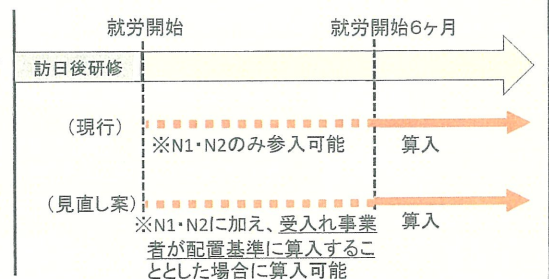 就労開始
就労開始6ヶ月
訪日後研修
(現行)
※N1・N2のみ参入可能
算入
(見直し案)
※N1・N2に加え、受入れ事業
者が配置基準に算入するこ
ととした場合に算入可能
算入